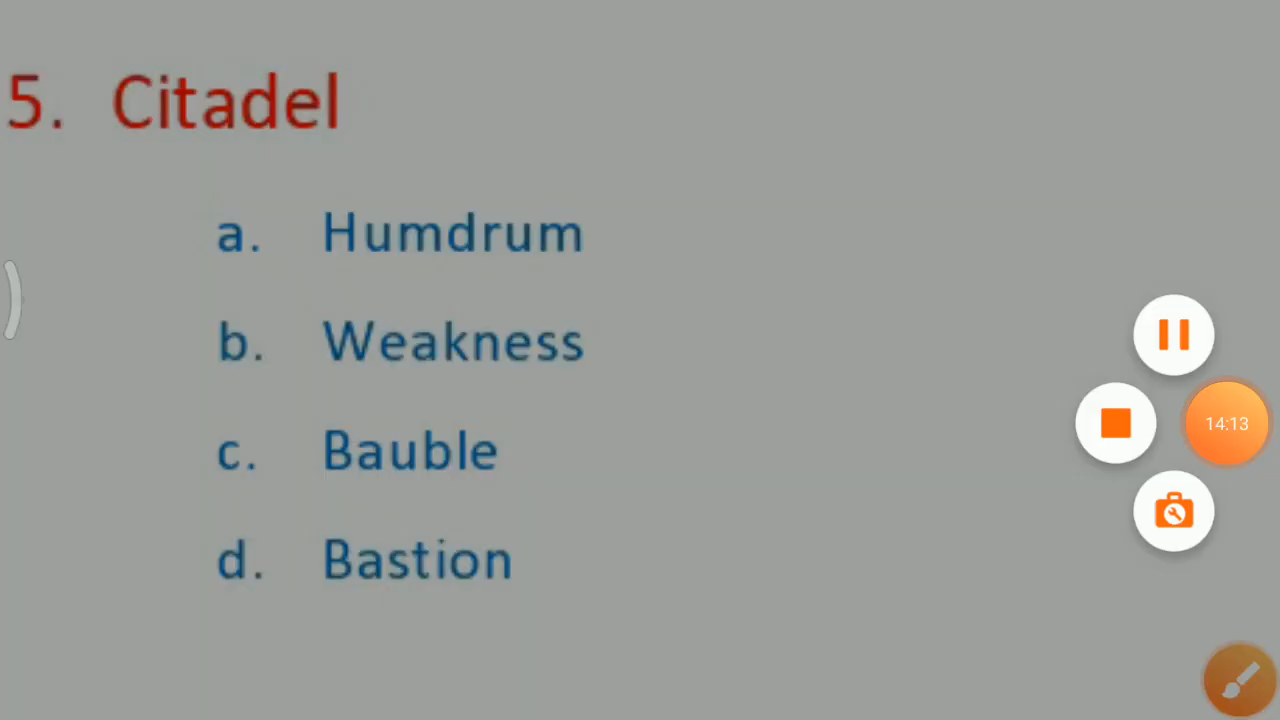 5. Citadel
a. Humdrum
b. Weakness
c. Bauble
d. Bastion
14:13